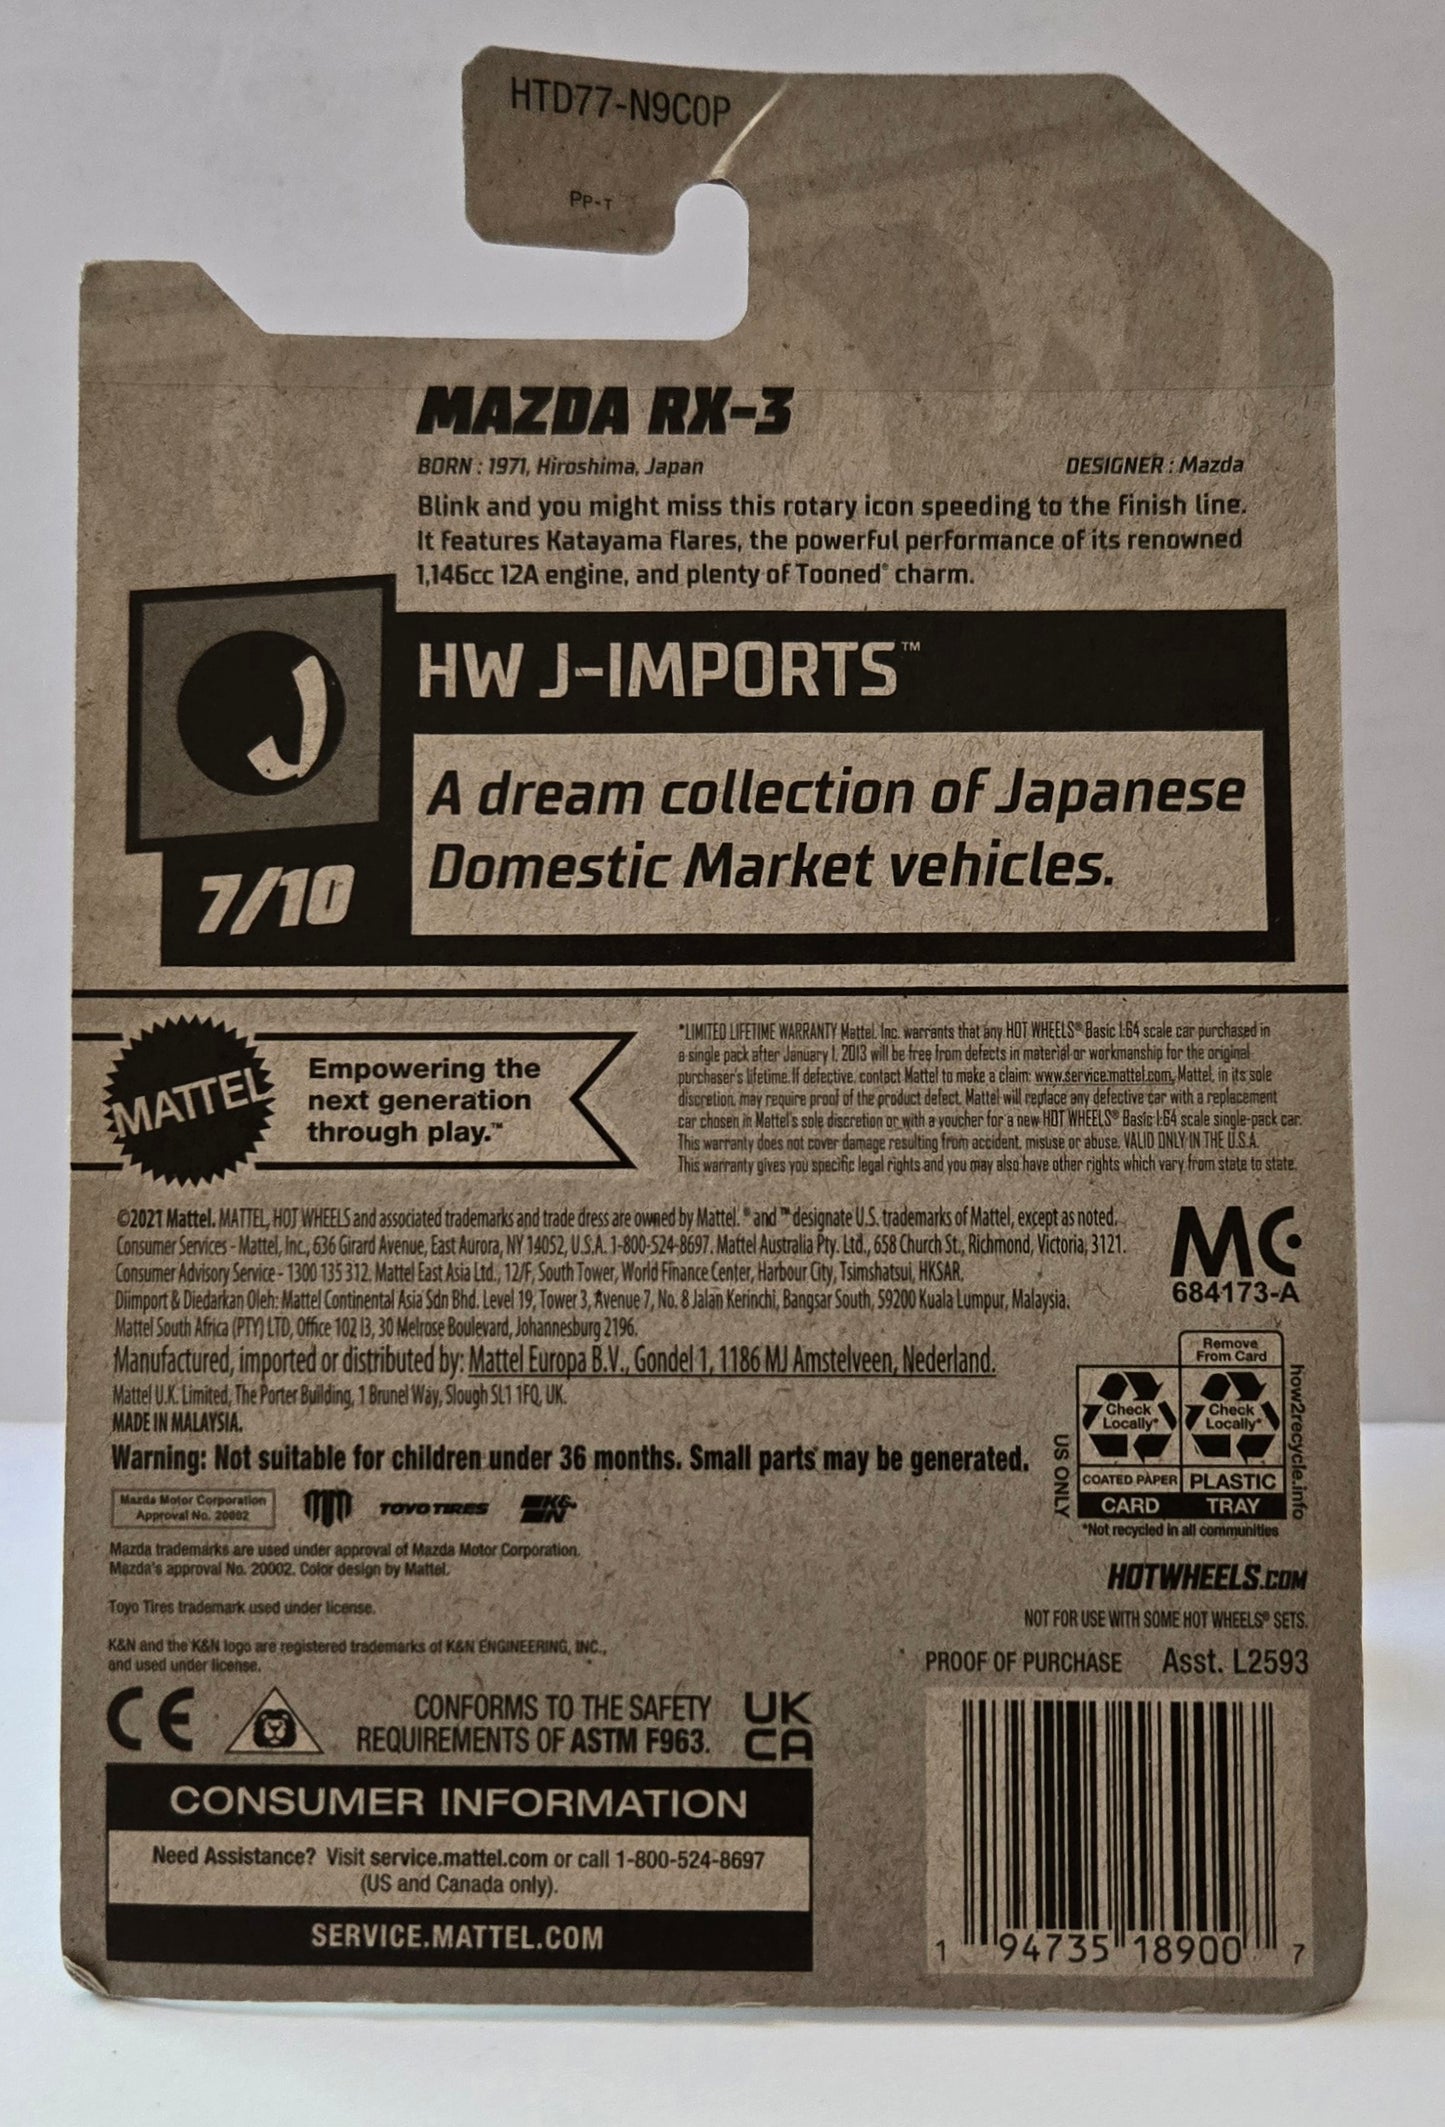 HTD77-N9C0P
PP-T
MAZDA RX-3
BORN : 1971, Hiroshima, Japan
DESIGNER : Mazda
Blink and you might miss this rotary icon speeding to the finish line.
It features Katayama flares, the powerful performance of its renowned
1,146cc 12A engine, and plenty of Tooned® charm.
J
HW J-IMPORTS™
A dream collection of Japanese
Domestic Market vehicles.
7/10
MATTEL
Empowering the
next generation
through play.™
*LIMITED LIFETIME WARRANTY Mattel, Inc. warrants that any HOT WHEELS® Basic 1:64 scale car purchased in
a single pack after January 1, 2013 will be free from defects in material or workmanship for the original
purchaser's lifetime. If defective, contact Mattel to make a claim: www.service.mattel.com. Mattel, in its sole
discretion, may require proof of the product defect. Mattel will replace any defective car with a replacement
car chosen in Mattel's sole discretion or with a voucher for a new HOT WHEELS® Basic 1:64 scale single-pack car.
This warranty does not cover damage resulting from accident, misuse or abuse. VALID ONLY IN THE U.S.A.
This warranty gives you specific legal rights and you may also have other rights which vary from state to state.
©2021 Mattel. MATTEL, HOT WHEELS and associated trademarks and trade dress are owned by Mattel. ® and ™ designate U.S. trademarks of Mattel, except as noted.
Consumer Services - Mattel, Inc., 636 Girard Avenue, East Aurora, NY 14052, U.S.A. 1-800-524-8697. Mattel Australia Pty. Ltd., 658 Church St., Richmond, Victoria, 3121.
Consumer Advisory Service - 1300 135 312. Mattel East Asia Ltd., 12/F, South Tower, World Finance Center, Harbour City, Tsimshatsui, HKSAR.
Diimport & Diedarkan Oleh: Mattel Continental Asia Sdn Bhd. Level 19, Tower 3, Avenue 7, No. 8 Jalan Kerinchi, Bangsar South, 59200 Kuala Lumpur, Malaysia.
Mattel South Africa (PTY) LTD, Office 102 I3, 30 Melrose Boulevard, Johannesburg 2196.
Manufactured, imported or distributed by: Mattel Europa B.V., Gondel 1, 1186 MJ Amstelveen, Nederland.
Mattel U.K. Limited, The Porter Building, 1 Brunel Way, Slough SL1 1FQ, UK.
MADE IN MALAYSIA.
Warning: Not suitable for children under 36 months. Small parts may be generated.
MC
684173-A
Remove
From Card
Check
Locally*
Check
Locally*
COATED PAPER
PLASTIC
CARD
TRAY
US ONLY
how2recycle.info
*Not recycled in all communities
Mazda Motor Corporation
Approval No. 20002
TOYO TIRES
K&N
Mazda trademarks are used under approval of Mazda Motor Corporation.
Mazda's approval No. 20002. Color design by Mattel.
Toyo Tires trademark used under license.
K&N and the K&N logo are registered trademarks of K&N ENGINEERING, INC.,
and used under license.
HOTWHEELS.COM
NOT FOR USE WITH SOME HOT WHEELS® SETS.
PROOF OF PURCHASE
Asst. L2593
CE
CONFORMS TO THE SAFETY
REQUIREMENTS OF ASTM F963.
UK
CA
CONSUMER INFORMATION
Need Assistance? Visit service.mattel.com or call 1-800-524-8697
(US and Canada only).
SERVICE.MATTEL.COM
1 94735 18900 7